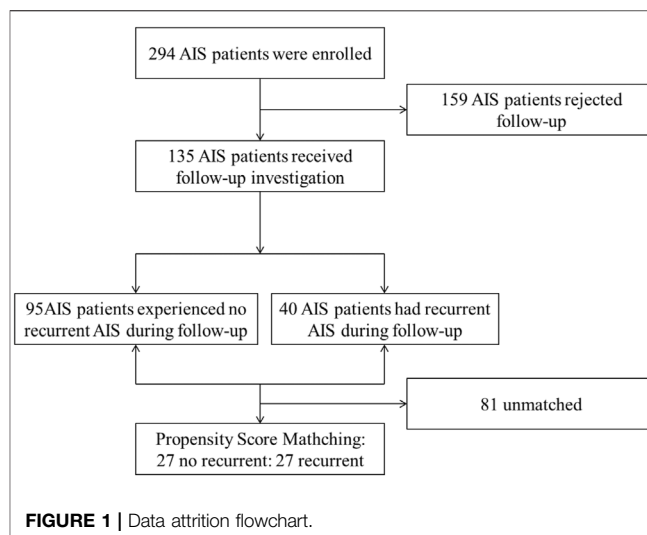 294 AIS patients were enrolled
159 AIS patients rejected
follow-up
135 AIS patients received
follow-up investigation
95AIS patients experienced no
recurrent AIS during follow-up
40 AIS patients had recurrent
AIS during follow-up
81 unmatched
Propensity Score Mathching:
27 no recurrent: 27 recurrent
FIGURE 1 | Data attrition flowchart.